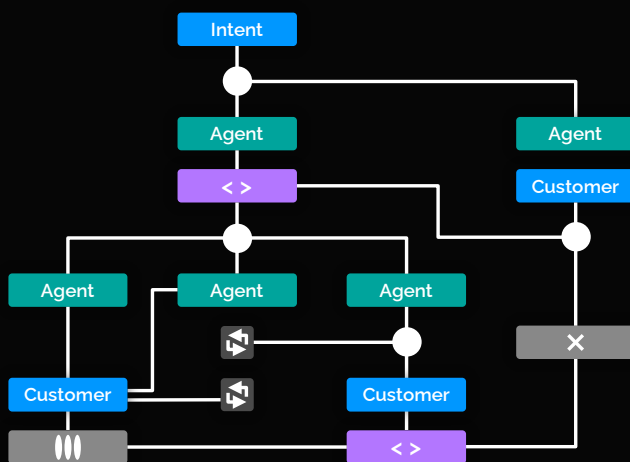 Intent
Agent
Agent
< >
Customer
Agent
Agent
Agent
Customer
Customer
< >